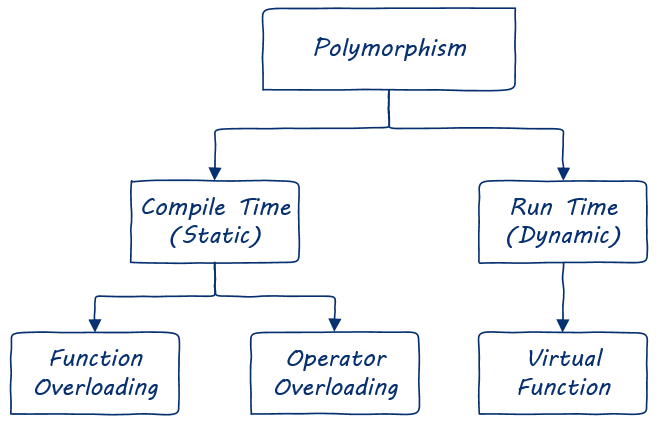 Polymorphism
Compile Time
(Static)
Run Time
(Dynamic)
Function
Overloading
Operator
Overloading
Virtual
Function